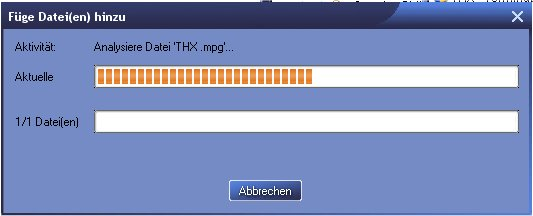 Füge Datei(en) hinzu
Aktivität: Analysiere Datei 'THX .mpg'...
Aktuelle
1/1 Datei(en)
Abbrechen